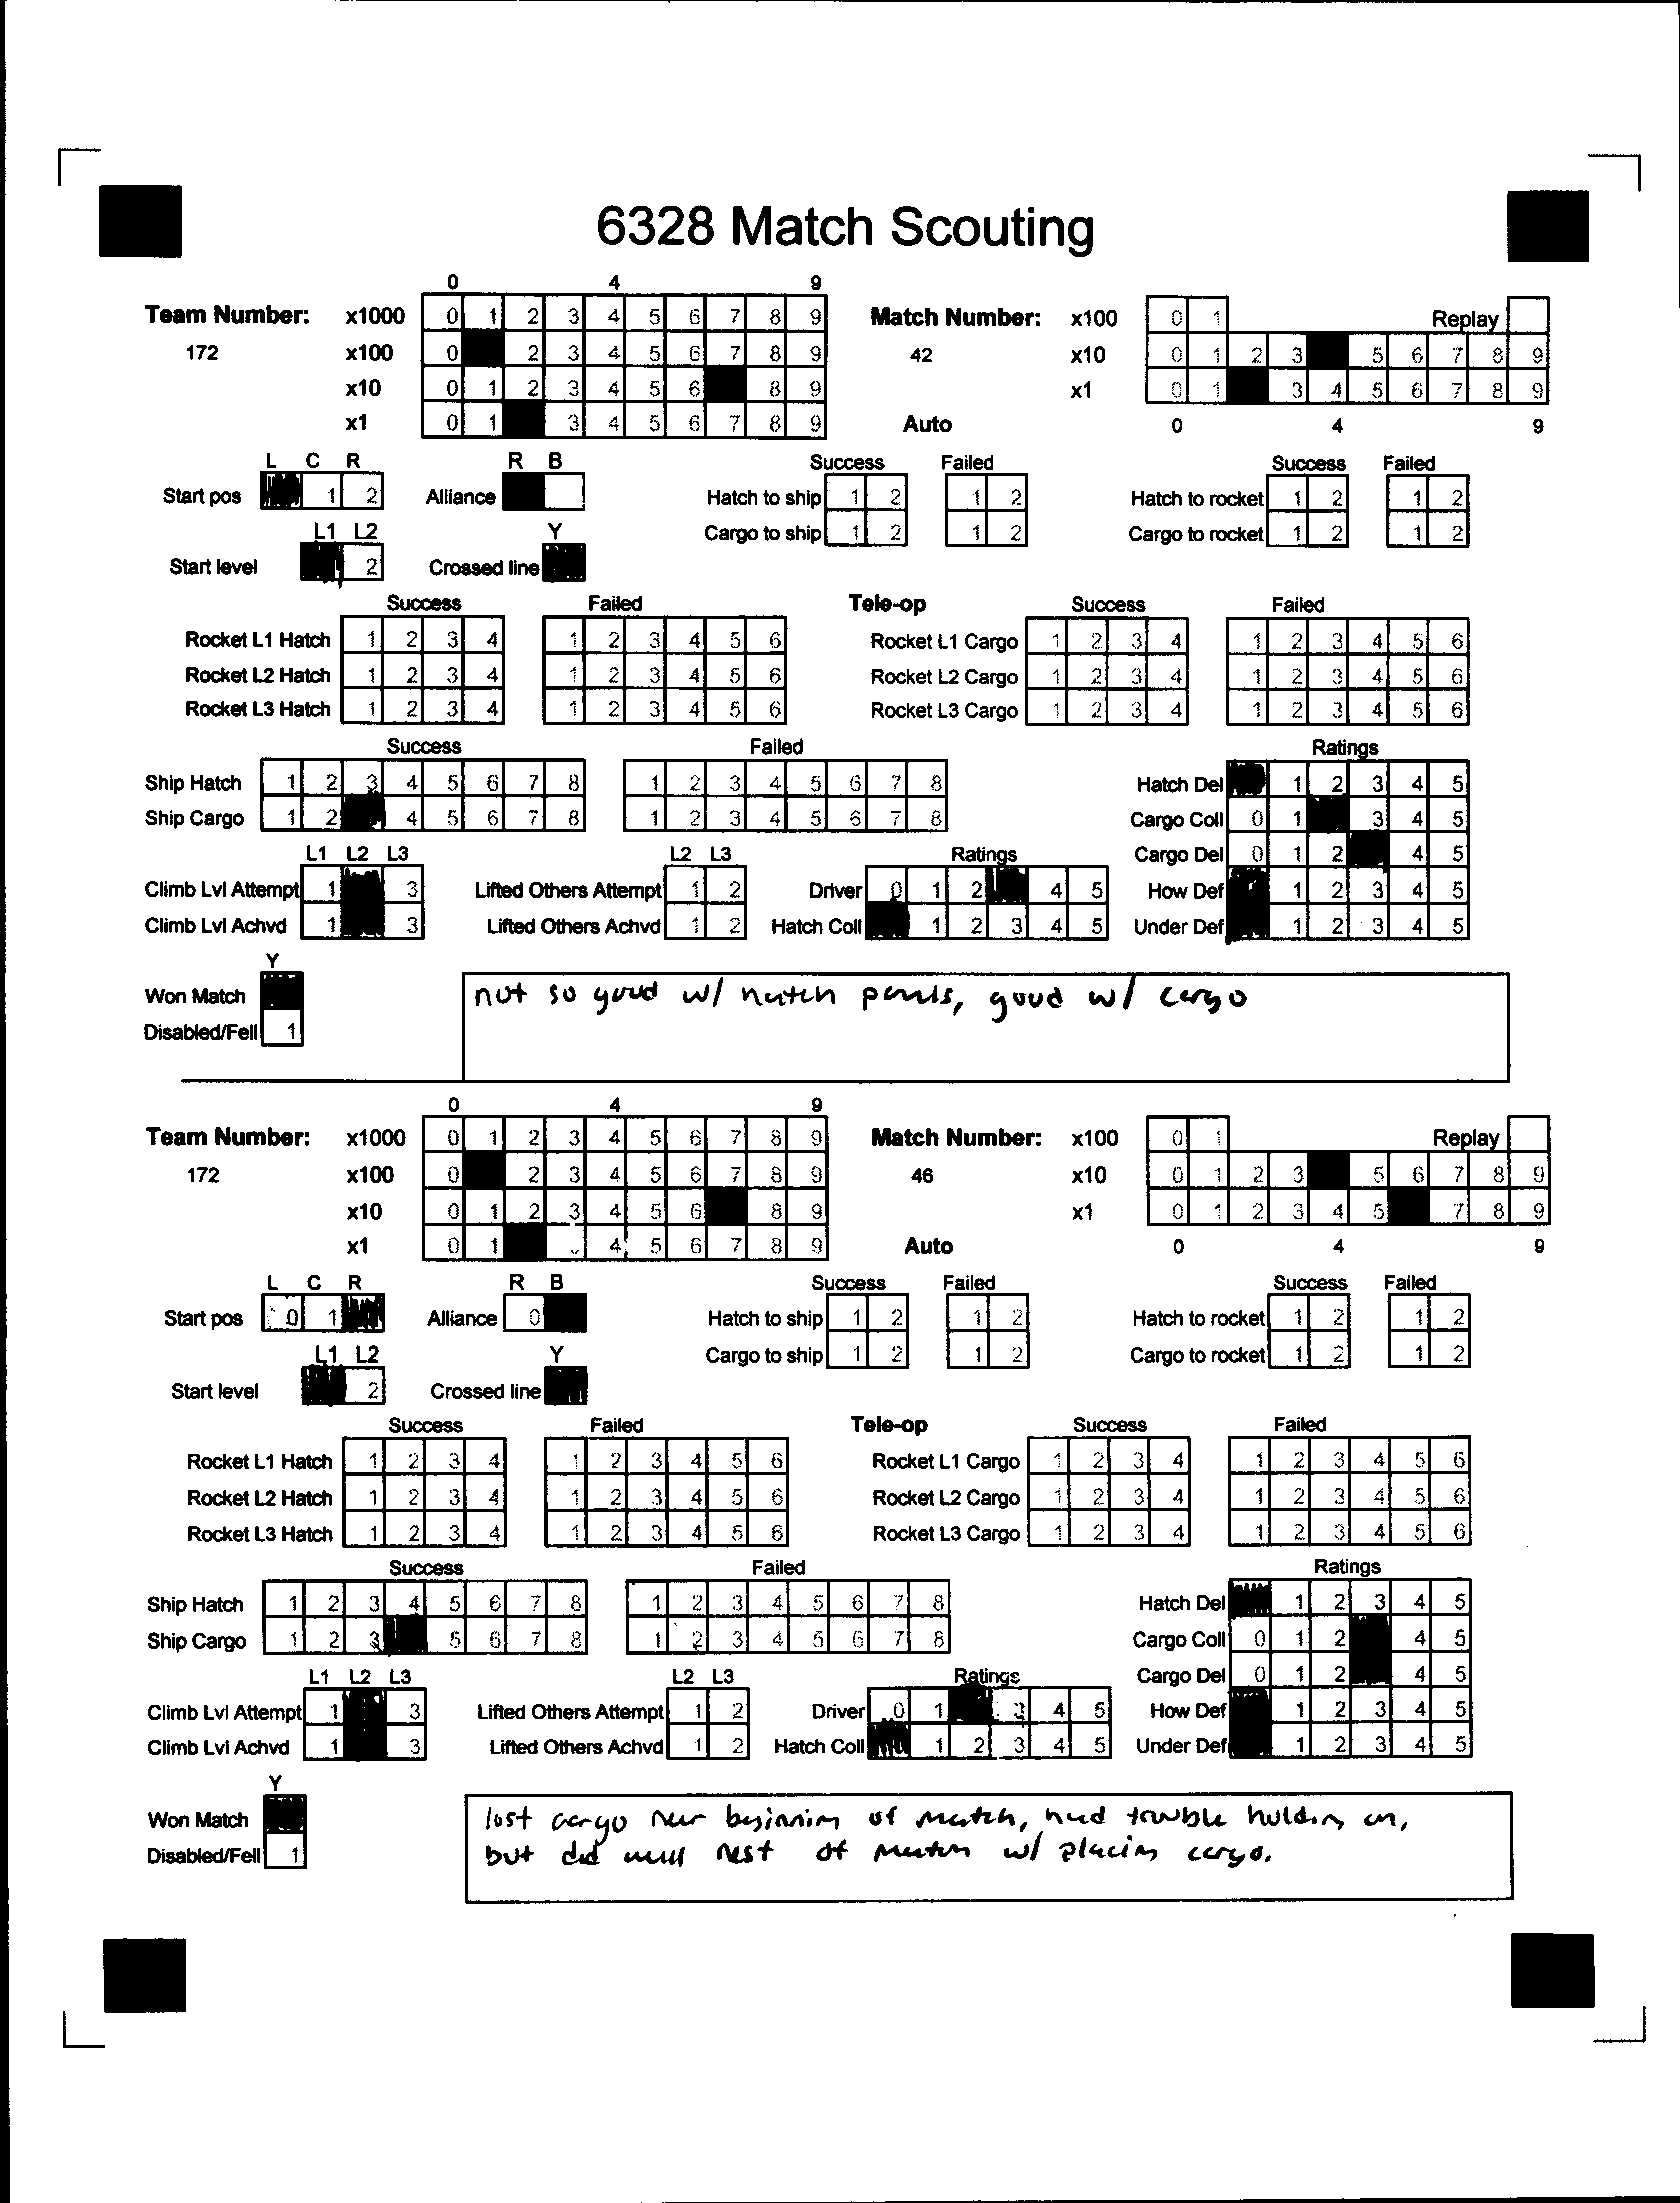 6328 Match Scouting
0 4 9
Team Number: x1000 0 1 2 3 4 5 6 7 8 9 Match Number: x100 0 1 Replay
172 x100 0 2 3 4 5 6 7 8 9 42 x10 0 1 2 3 5 6 7 8 9
x10 0 1 2 3 4 5 6 8 9 x1 0 1 3 4 5 6 7 8 9
x1 0 1 3 4 5 6 7 8 9 Auto 0 4 9
L C R R B Success Failed Success Failed
Start pos 1 2 Alliance Hatch to ship 1 2 1 2 Hatch to rocket 1 2 1 2
L1 L2 Y Cargo to ship 1 2 1 2 Cargo to rocket 1 2 1 2
Start level 2 Crossed line
Success Failed Tele-op Success Failed
Rocket L1 Hatch 1 2 3 4 1 2 3 4 5 6 Rocket L1 Cargo 1 2 3 4 1 2 3 4 5 6
Rocket L2 Hatch 1 2 3 4 1 2 3 4 5 6 Rocket L2 Cargo 1 2 3 4 1 2 3 4 5 6
Rocket L3 Hatch 1 2 3 4 1 2 3 4 5 6 Rocket L3 Cargo 1 2 3 4 1 2 3 4 5 6
Success Failed Ratings
Ship Hatch 1 2 3 4 5 6 7 8 1 2 3 4 5 6 7 8 Hatch Del 1 2 3 4 5
Ship Cargo 1 2 4 5 6 7 8 1 2 3 4 5 6 7 8 Cargo Coll 0 1 3 4 5
L1 L2 L3 L2 L3 Ratings Cargo Del 0 1 2 4 5
Climb Lvl Attempt 1 3 Lifted Others Attempt 1 2 Driver 0 1 2 4 5 How Def 1 2 3 4 5
Climb Lvl Achvd 1 3 Lifted Others Achvd 1 2 Hatch Coll 1 2 3 4 5 Under Def 1 2 3 4 5
Y
Won Match not so good w/ hatch panels, good w/ cargo
Disabled/Fell 1
0 4 9
Team Number: x1000 0 1 2 3 4 5 6 7 8 9 Match Number: x100 0 1 Replay
172 x100 0 2 3 4 5 6 7 8 9 46 x10 0 1 2 3 5 6 7 8 9
x10 0 1 2 3 4 5 6 8 9 x1 0 1 2 3 4 5 7 8 9
x1 0 1 4 5 6 7 8 9 Auto 0 4 9
L C R R B Success Failed Success Failed
Start pos 0 1 Alliance 0 Hatch to ship 1 2 1 2 Hatch to rocket 1 2 1 2
L1 L2 Y Cargo to ship 1 2 1 2 Cargo to rocket 1 2 1 2
Start level 2 Crossed line
Success Failed Tele-op Success Failed
Rocket L1 Hatch 1 2 3 4 1 2 3 4 5 6 Rocket L1 Cargo 1 2 3 4 1 2 3 4 5 6
Rocket L2 Hatch 1 2 3 4 1 2 3 4 5 6 Rocket L2 Cargo 1 2 3 4 1 2 3 4 5 6
Rocket L3 Hatch 1 2 3 4 1 2 3 4 5 6 Rocket L3 Cargo 1 2 3 4 1 2 3 4 5 6
Success Failed Ratings
Ship Hatch 1 2 3 4 5 6 7 8 1 2 3 4 5 6 7 8 Hatch Del 1 2 3 4 5
Ship Cargo 1 2 3 5 6 7 8 1 2 3 4 5 6 7 8 Cargo Coll 0 1 2 4 5
L1 L2 L3 L2 L3 Ratings Cargo Del 0 1 2 4 5
Climb Lvl Attempt 1 3 Lifted Others Attempt 1 2 Driver 0 1 3 4 5 How Def 1 2 3 4 5
Climb Lvl Achvd 1 3 Lifted Others Achvd 1 2 Hatch Coll 1 2 3 4 5 Under Def 1 2 3 4 5
Y
Won Match lost cargo near beginning of match, had trouble holding on,
Disabled/Fell 1 but did well rest of match w/ placing cargo.